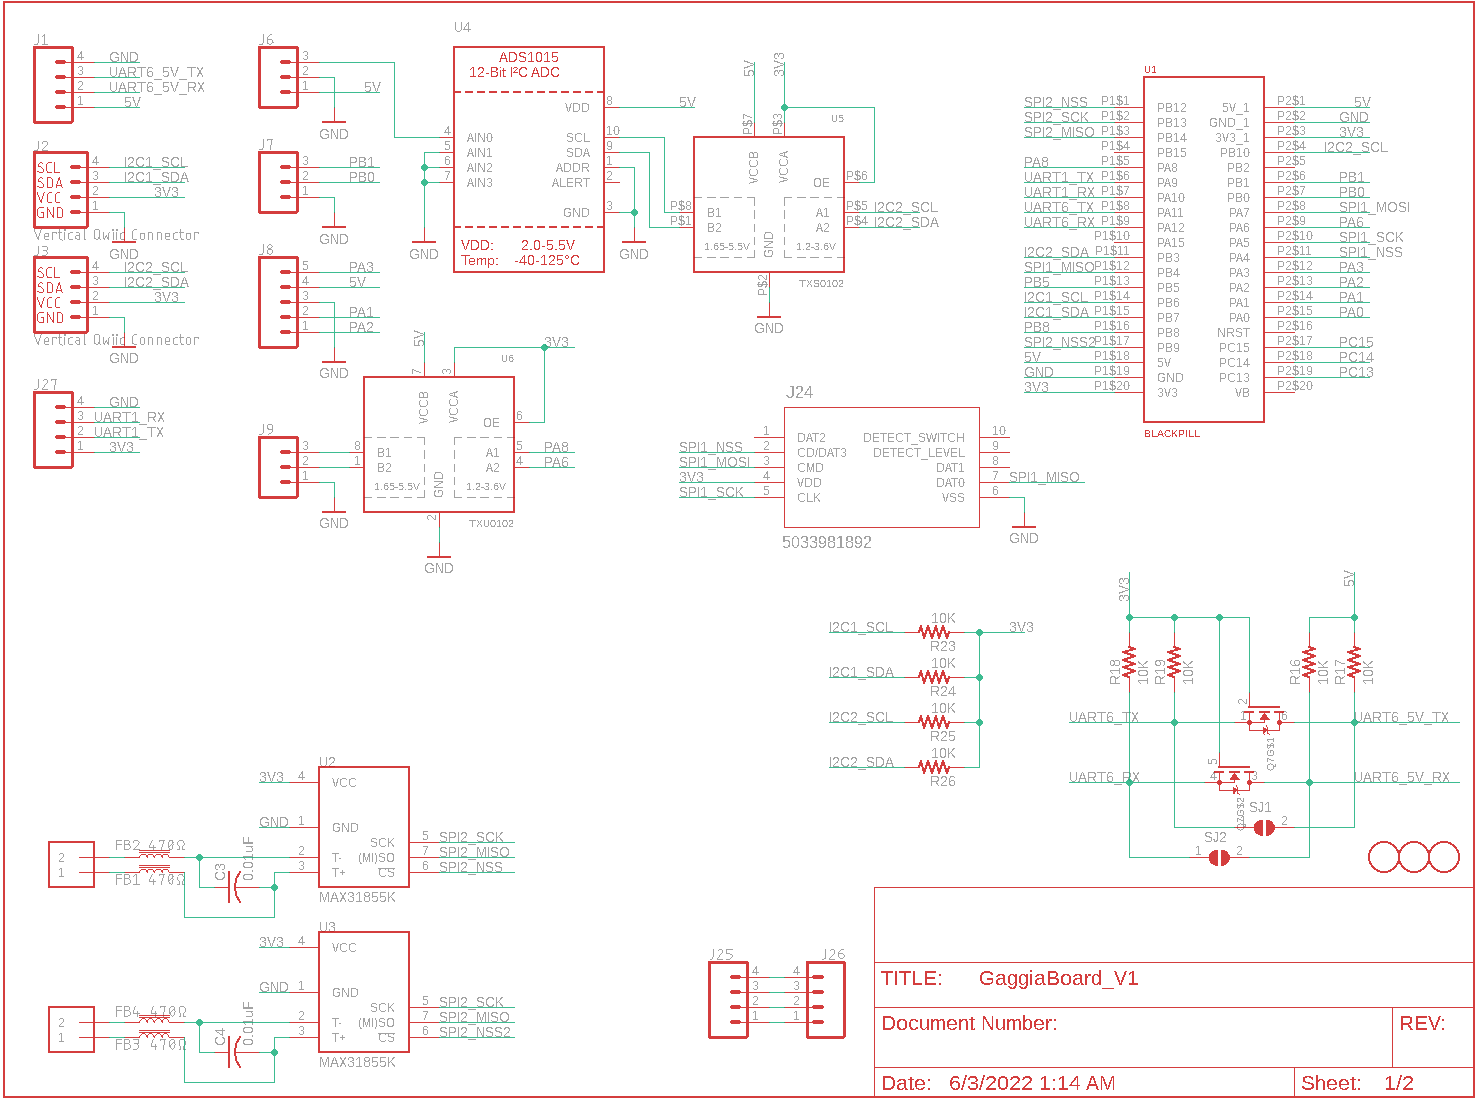 J1
4 GND
3 UART6_5V_TX
2 UART6_5V_RX
1 5V
J2
SCL 4 I2C1_SCL
SDA 3 I2C1_SDA
VCC 2 3V3
GND 1
Vertical Qwiic Connector
GND
J3
SCL 4 I2C2_SCL
SDA 3 I2C2_SDA
VCC 2 3V3
GND 1
Vertical Qwiic Connector
GND
J27
4 GND
3 UART1_RX
2 UART1_TX
1 3V3
J6
3
2
1 5V
GND
J7
3 PB1
2 PB0
1
GND
J8
5 PA3
4 5V
3
2 PA1
1 PA2
GND
J9
3
2
1
GND
U4
ADS1015
12-Bit I²C ADC
VDD 8 5V
4 AIN0 SCL 10
5 AIN1 SDA 9
6 AIN2 ADDR 1
7 AIN3 ALERT 2
GND 3
VDD: 2.0-5.5V
Temp: -40-125°C
GND
GND
5V 3V3
P$7 P$3
U5
VCCB VCCA
OE P$6
P$8 B1 A1 P$5 I2C2_SCL
P$1 B2 A2 P$4 I2C2_SDA
1.65-5.5V GND 1.2-3.6V
P$2
TXS0102
GND
5V 3V3
7 3
U6
VCCB VCCA
OE 6
8 B1 A1 5 PA8
1 B2 A2 4 PA6
1.65-5.5V GND 1.2-3.6V
2
TXU0102
GND
U1
SPI2_NSS P1$1 PB12 5V_1 P2$1 5V
SPI2_SCK P1$2 PB13 GND_1 P2$2 GND
SPI2_MISO P1$3 PB14 3V3_1 P2$3 3V3
P1$4 PB15 PB10 P2$4 I2C2_SCL
PA8 P1$5 PA8 PB2 P2$5
UART1_TX P1$6 PA9 PB1 P2$6 PB1
UART1_RX P1$7 PA10 PB0 P2$7 PB0
UART6_TX P1$8 PA11 PA7 P2$8 SPI1_MOSI
UART6_RX P1$9 PA12 PA6 P2$9 PA6
P1$10 PA15 PA5 P2$10 SPI1_SCK
I2C2_SDA P1$11 PB3 PA4 P2$11 SPI1_NSS
SPI1_MISO P1$12 PB4 PA3 P2$12 PA3
PB5 P1$13 PB5 PA2 P2$13 PA2
I2C1_SCL P1$14 PB6 PA1 P2$14 PA1
I2C1_SDA P1$15 PB7 PA0 P2$15 PA0
PB8 P1$16 PB8 NRST P2$16
SPI2_NSS2 P1$17 PB9 PC15 P2$17 PC15
5V P1$18 5V PC14 P2$18 PC14
GND P1$19 GND PC13 P2$19 PC13
3V3 P1$20 3V3 VB P2$20
BLACKPILL
J24
1 DAT2 DETECT_SWITCH 10
SPI1_NSS 2 CD/DAT3 DETECT_LEVEL 9
SPI1_MOSI 3 CMD DAT1 8
3V3 4 VDD DAT0 7 SPI1_MISO
SPI1_SCK 5 CLK VSS 6
5033981892
GND
I2C1_SCL 10K R23 3V3
I2C1_SDA 10K R24
I2C2_SCL 10K R25
I2C2_SDA 10K R26
3V3 5V
R18 10K R19 10K R16 10K R17 10K
UART6_TX 1 2 6 UART6_5V_TX
Q7G$1
UART6_RX 4 5 3 UART6_5V_RX
Q7G$2
SJ1
1 2
SJ2
1 2
U2
3V3 4 VCC
GND 1 GND
SCK 5 SPI2_SCK
2 FB2 470Ω 2 T- (MI)SO 7 SPI2_MISO
1 FB1 470Ω C3 0.01uF 3 T+ CS 6 SPI2_NSS
MAX31855K
U3
3V3 4 VCC
GND 1 GND
SCK 5 SPI2_SCK
2 FB4 470Ω 2 T- (MI)SO 7 SPI2_MISO
1 FB3 470Ω C4 0.01uF 3 T+ CS 6 SPI2_NSS2
MAX31855K
J25 J26
4 4
3 3
2 2
1 1
TITLE: GaggiaBoard_V1
Document Number: REV:
Date: 6/3/2022 1:14 AM Sheet: 1/2